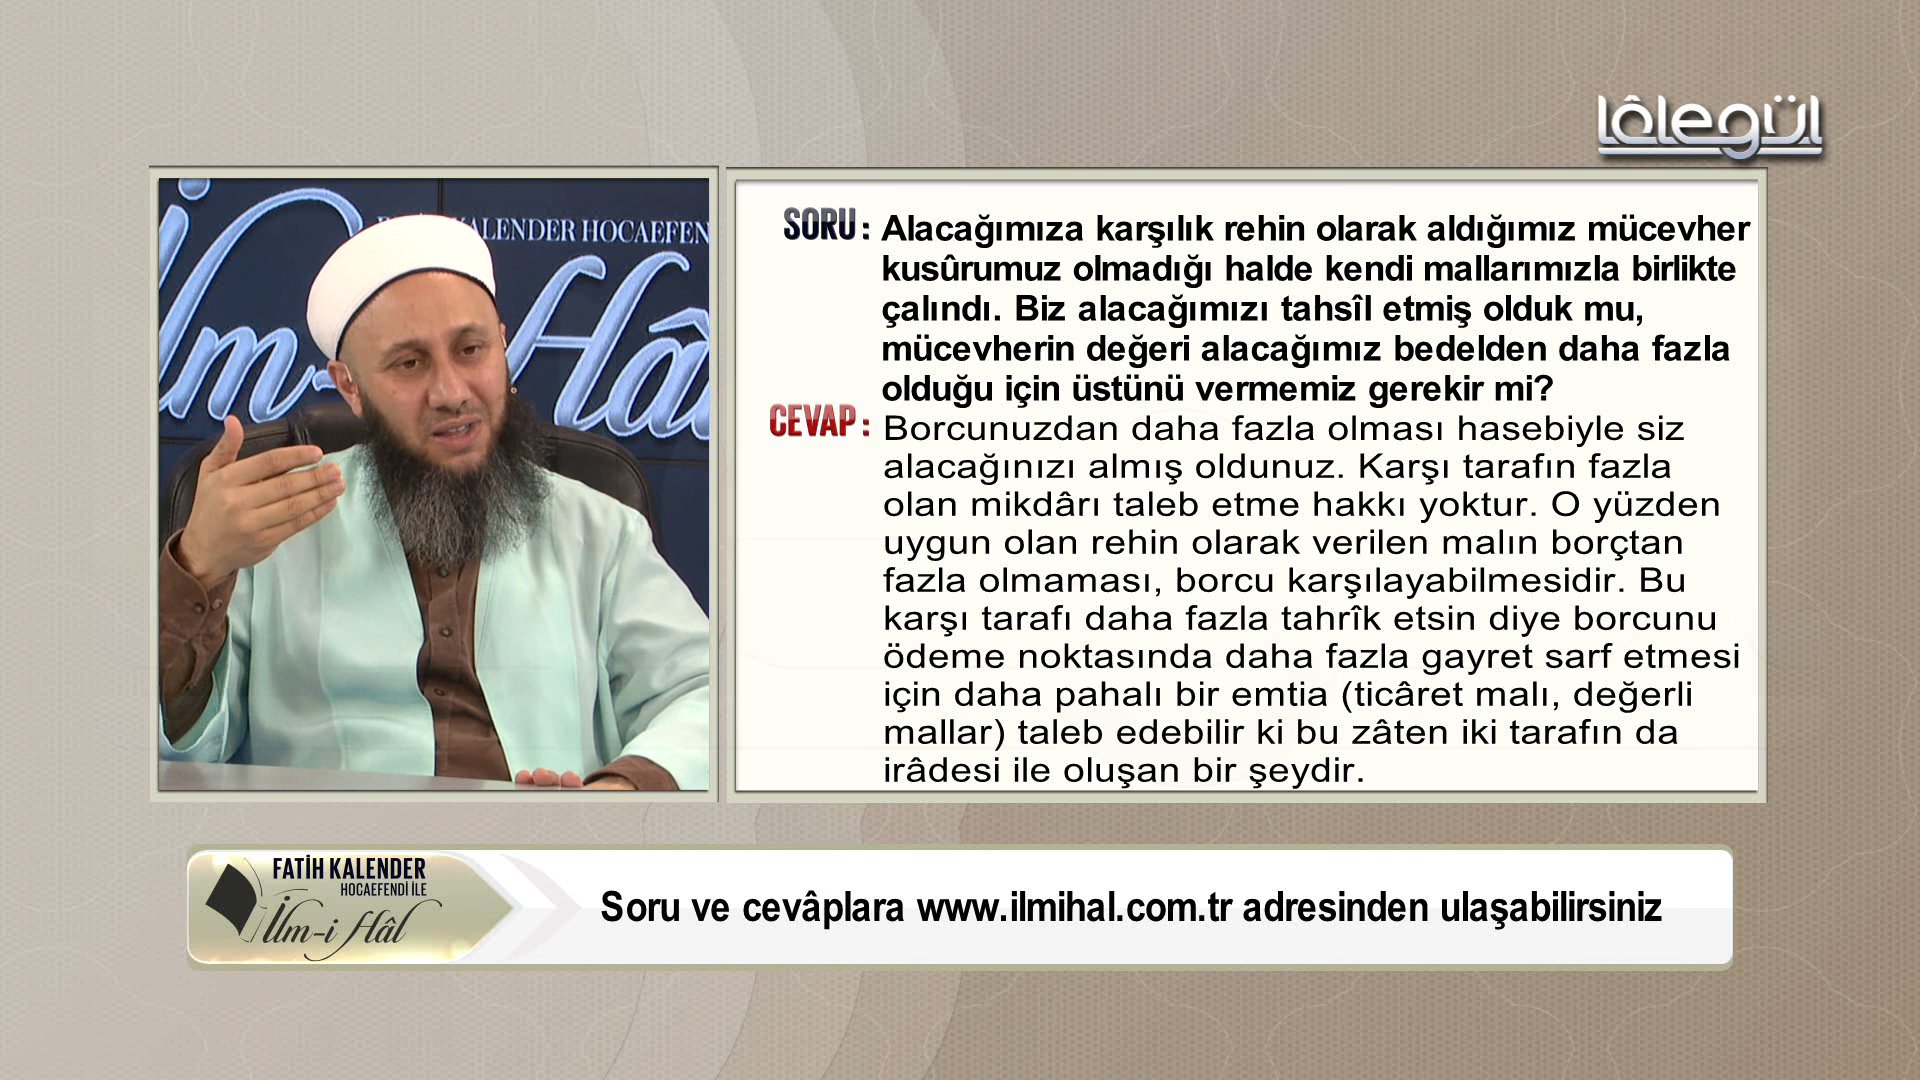 lâlegül
KALENDER HOCAEFEN
İlm-i Hâl
SORU : Alacağımıza karşılık rehin olarak aldığımız mücevher
kusûrumuz olmadığı halde kendi mallarımızla birlikte
çalındı. Biz alacağımızı tahsîl etmiş olduk mu,
mücevherin değeri alacağımız bedelden daha fazla
olduğu için üstünü vermemiz gerekir mi?
CEVAP : Borcunuzdan daha fazla olması hasebiyle siz
alacağınızı almış oldunuz. Karşı tarafın fazla
olan mikdârı taleb etme hakkı yoktur. O yüzden
uygun olan rehin olarak verilen malın borçtan
fazla olmaması, borcu karşılayabilmesidir. Bu
karşı tarafı daha fazla tahrîk etsin diye borcunu
ödeme noktasında daha fazla gayret sarf etmesi
için daha pahalı bir emtia (ticâret malı, değerli
mallar) taleb edebilir ki bu zâten iki tarafın da
irâdesi ile oluşan bir şeydir.
FATİH KALENDER
HOCAEFENDİ İLE
İlm-i Hâl
Soru ve cevâplara www.ilmihal.com.tr adresinden ulaşabilirsiniz